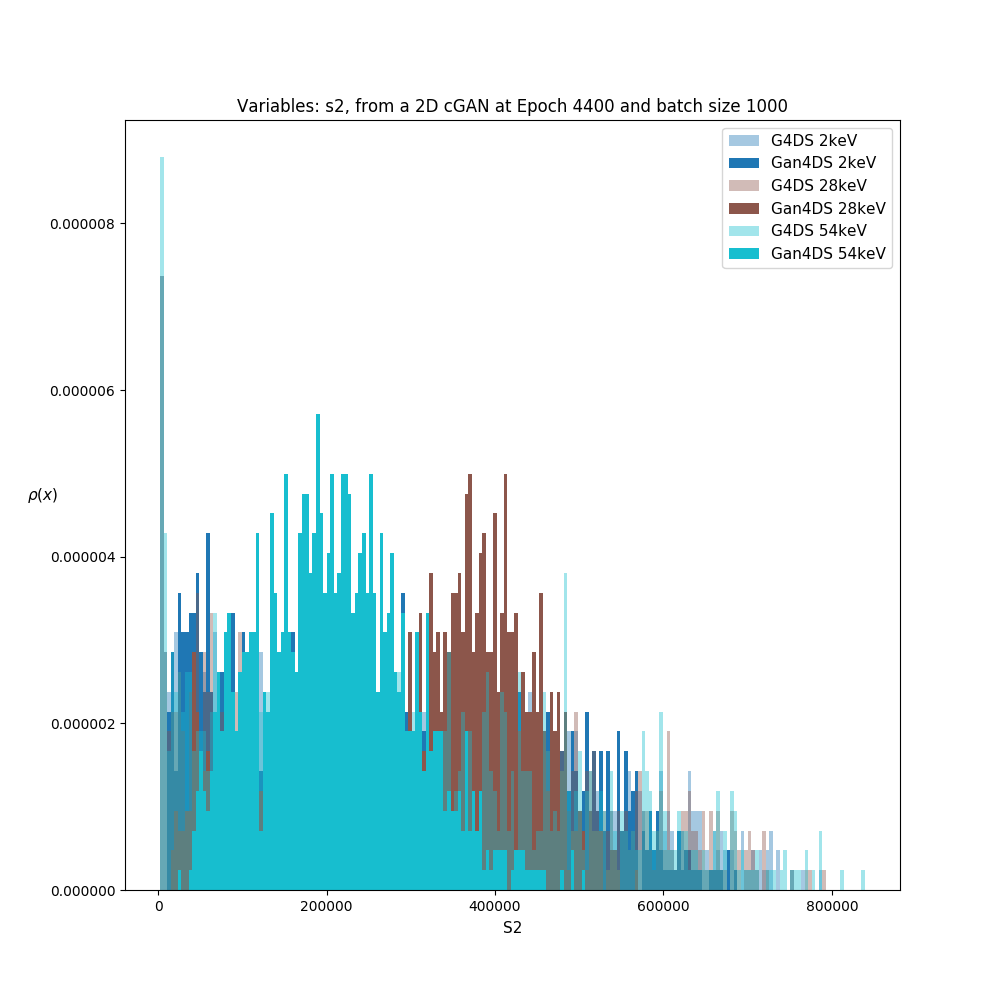 Variables: s2, from a 2D cGAN at Epoch 4400 and batch size 1000
G4DS 2keV
Gan4DS 2keV
G4DS 28keV
Gan4DS 28keV
G4DS 54keV
Gan4DS 54keV
0.000008
0.000006
ρ(x)
0.000004
0.000002
0.000000
0 200000 400000 600000 800000
S2